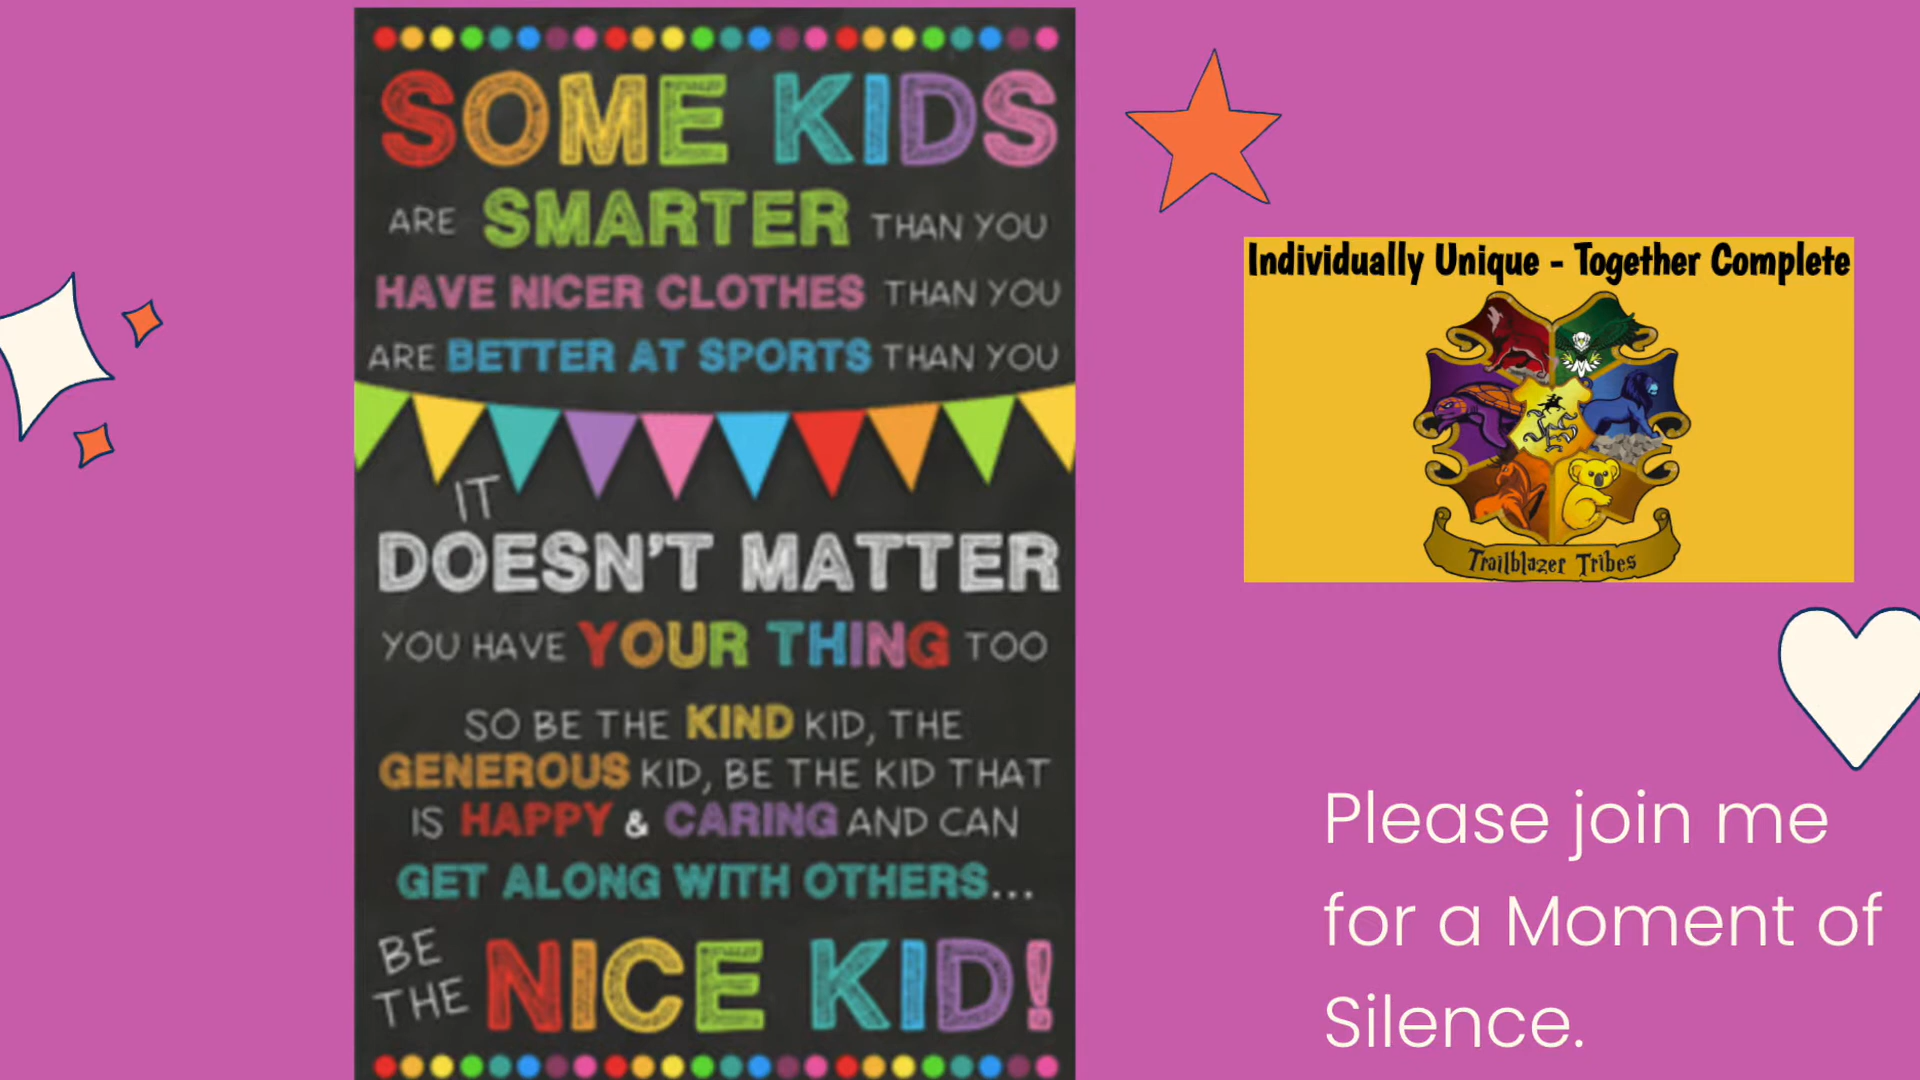 SOME KIDS
ARE SMARTER THAN YOU
HAVE NICER CLOTHES THAN YOU
ARE BETTER AT SPORTS THAN YOU
IT
DOESN'T MATTER
YOU HAVE YOUR THING TOO
SO BE THE KIND KID, THE
GENEROUS KID, BE THE KID THAT
IS HAPPY & CARING AND CAN
GET ALONG WITH OTHERS...
BE
THE NICE KID!
Individually Unique - Together Complete
Trailblazer Tribes
Please join me
for a Moment of
Silence.